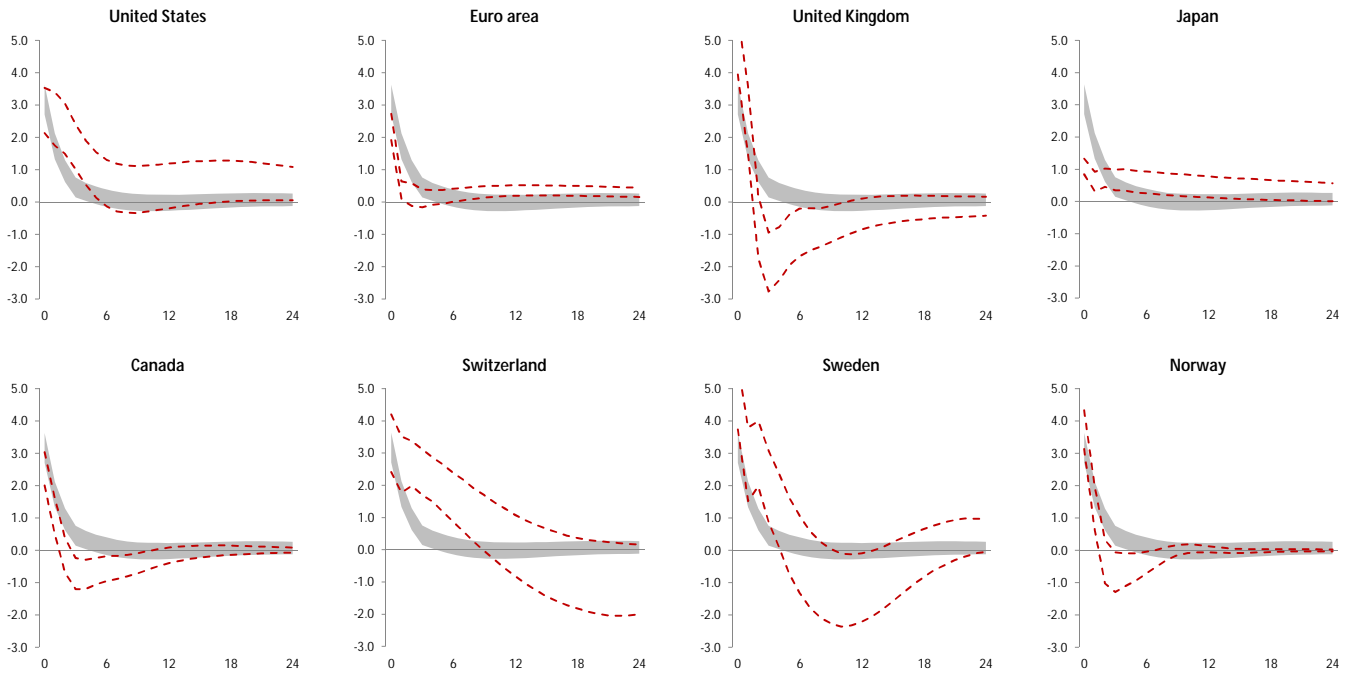 United States Euro area United Kingdom Japan
5.0 5.0 5.0 5.0
4.0 4.0 4.0 4.0
3.0 3.0 3.0 3.0
2.0 2.0 2.0 2.0
1.0 1.0 1.0 1.0
0.0 0.0 0.0 0.0
-1.0 -1.0 -1.0 -1.0
-2.0 -2.0 -2.0 -2.0
-3.0 -3.0 -3.0 -3.0
0 6 12 18 24 0 6 12 18 24 0 6 12 18 24 0 6 12 18 24
Canada Switzerland Sweden Norway
5.0 5.0 5.0 5.0
4.0 4.0 4.0 4.0
3.0 3.0 3.0 3.0
2.0 2.0 2.0 2.0
1.0 1.0 1.0 1.0
0.0 0.0 0.0 0.0
-1.0 -1.0 -1.0 -1.0
-2.0 -2.0 -2.0 -2.0
-3.0 -3.0 -3.0 -3.0
0 6 12 18 24 0 6 12 18 24 0 6 12 18 24 0 6 12 18 24